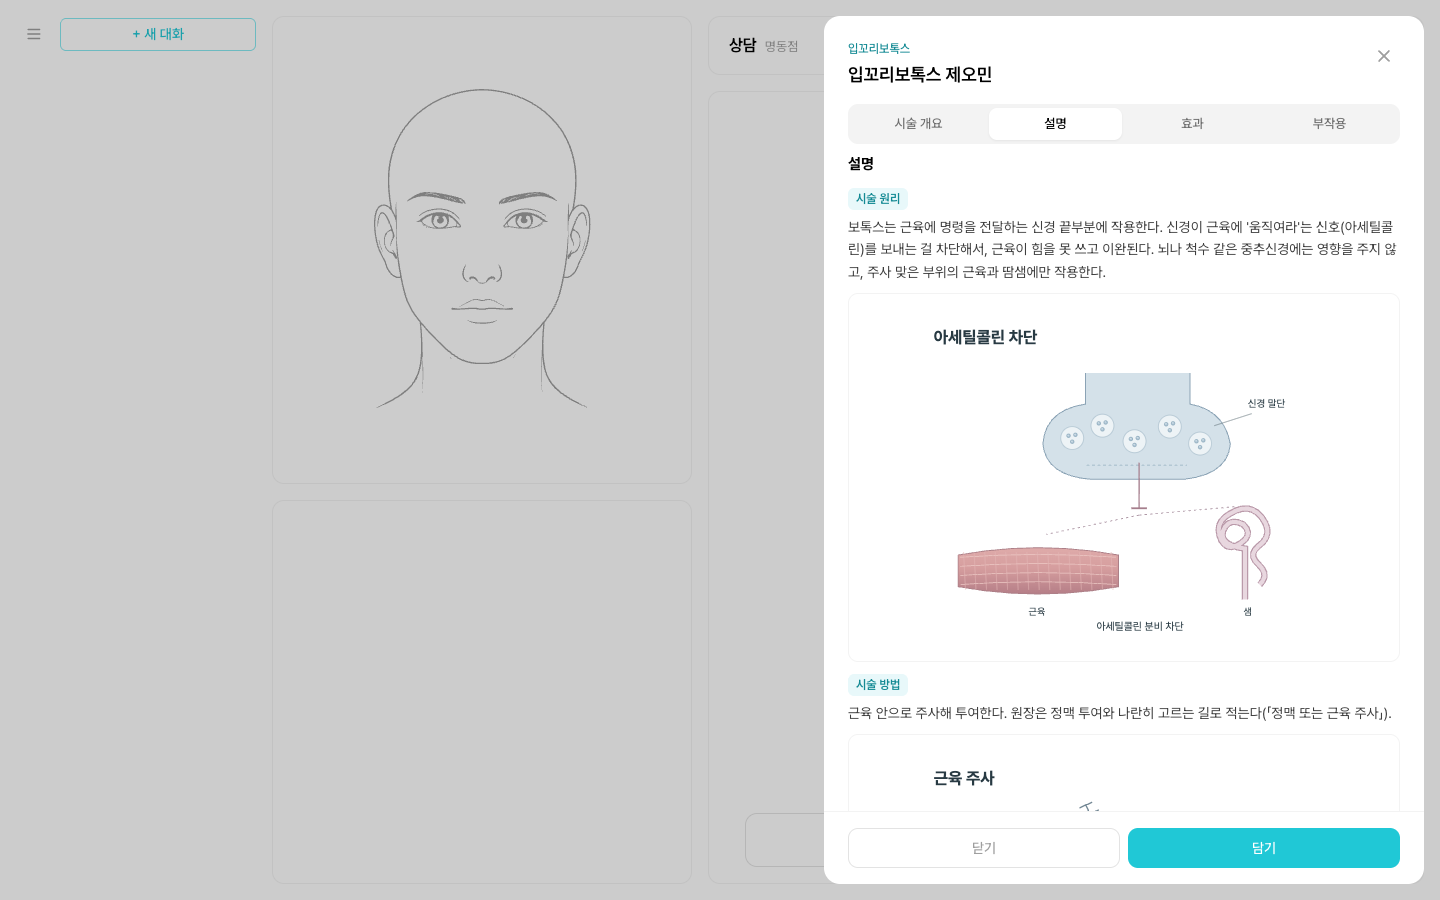 + 새 대화
상담 명동점
입꼬리보톡스
입꼬리보톡스 제오민
시술 개요
설명
효과
부작용
설명
시술 원리
보톡스는 근육에 명령을 전달하는 신경 끝부분에 작용한다. 신경이 근육에 '움직여라'는 신호(아세틸콜
린)를 보내는 걸 차단해서, 근육이 힘을 못 쓰고 이완된다. 뇌나 척수 같은 중추신경에는 영향을 주지 않
고, 주사 맞은 부위의 근육과 땀샘에만 작용한다.
아세틸콜린 차단
신경 말단
근육
샘
아세틸콜린 분비 차단
시술 방법
근육 안으로 주사해 투여한다. 원장은 정맥 투여와 나란히 고르는 길로 적는다(「정맥 또는 근육 주사」).
근육 주사
닫기
담기